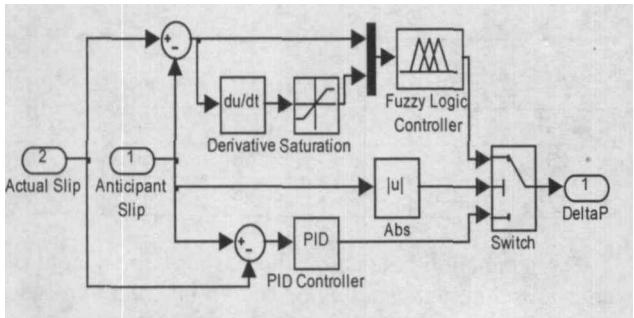 +
-
du/dt
Derivative
Saturation
Fuzzy Logic
Controller
2
Actual Slip
1
Anticipant
Slip
|u|
Abs
Switch
1
DeltaP
+
-
PID
PID Controller